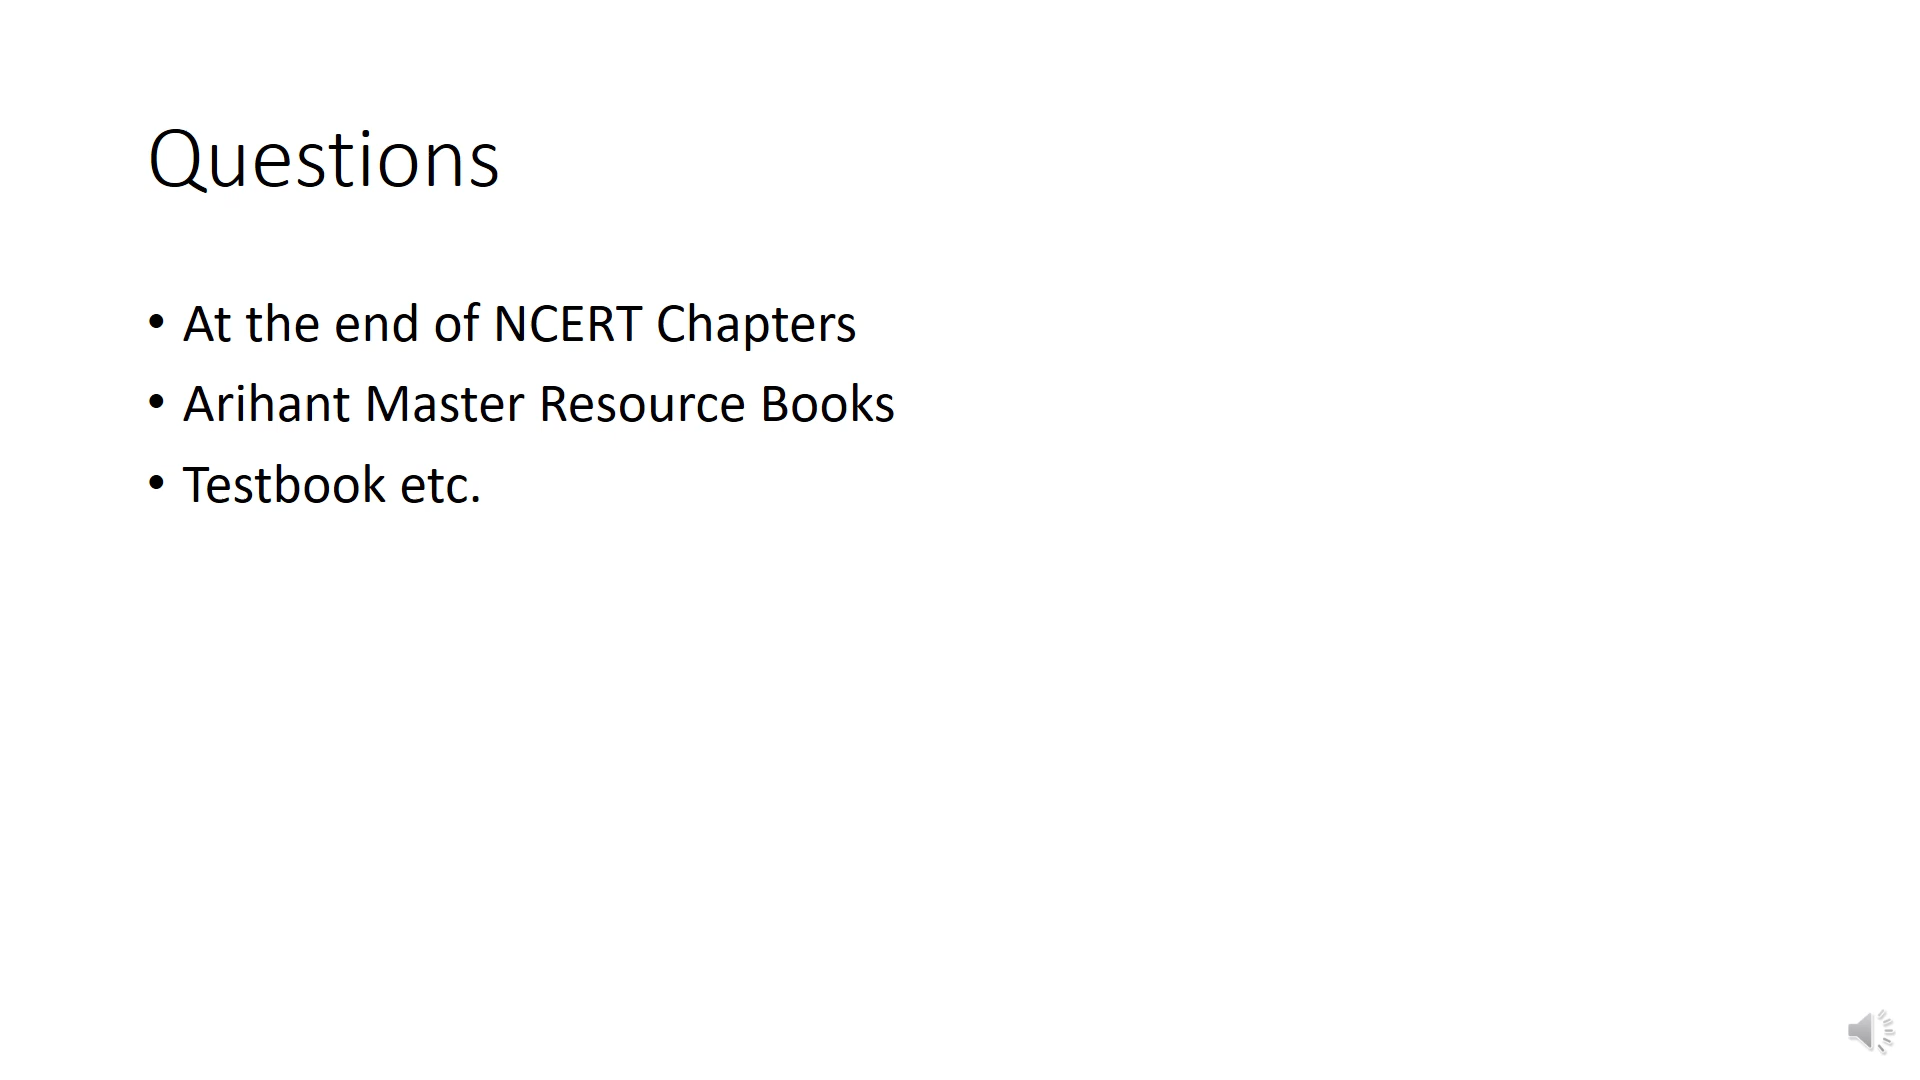 Questions
• At the end of NCERT Chapters
• Arihant Master Resource Books
• Testbook etc.